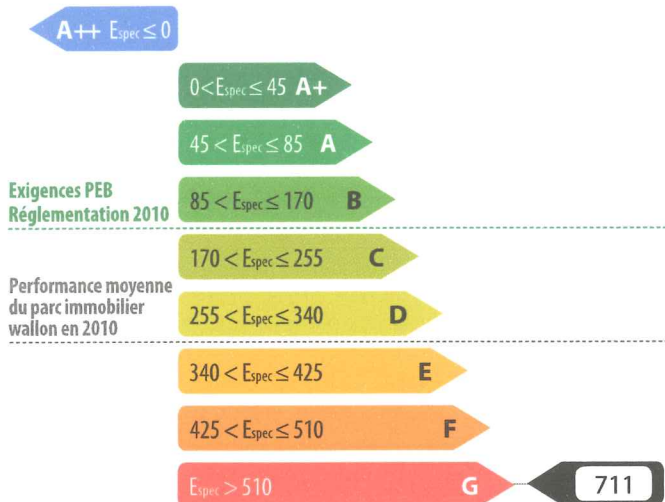 A++ Espec ≤ 0
0 < Espec ≤ 45 A+
45 < Espec ≤ 85 A
Exigences PEB
Réglementation 2010
85 < Espec ≤ 170 B
170 < Espec ≤ 255 C
Performance moyenne
du parc immobilier
wallon en 2010
255 < Espec ≤ 340 D
340 < Espec ≤ 425 E
425 < Espec ≤ 510 F
Espec > 510 G
711